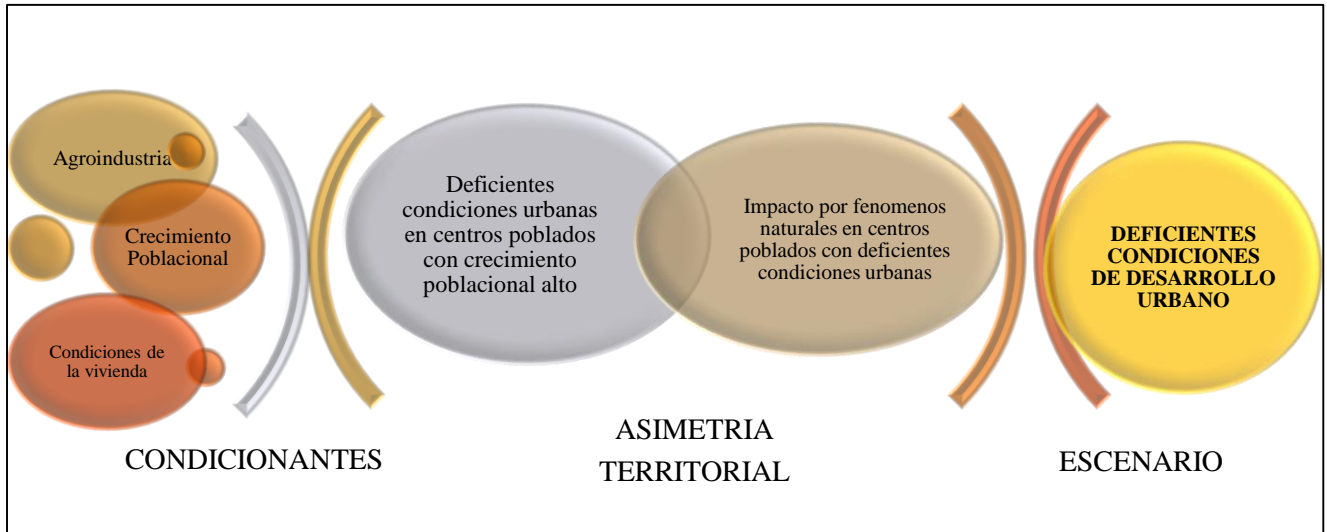 Agroindustria
Crecimiento
Poblacional
Condiciones de
la vivienda
CONDICIONANTES
Deficientes
condiciones urbanas
en centros poblados
con crecimiento
poblacional alto
Impacto por fenomenos
naturales en centros
poblados con deficientes
condiciones urbanas
ASIMETRIA
TERRITORIAL
DEFICIENTES
CONDICIONES
DE DESARROLLO
URBANO
ESCENARIO